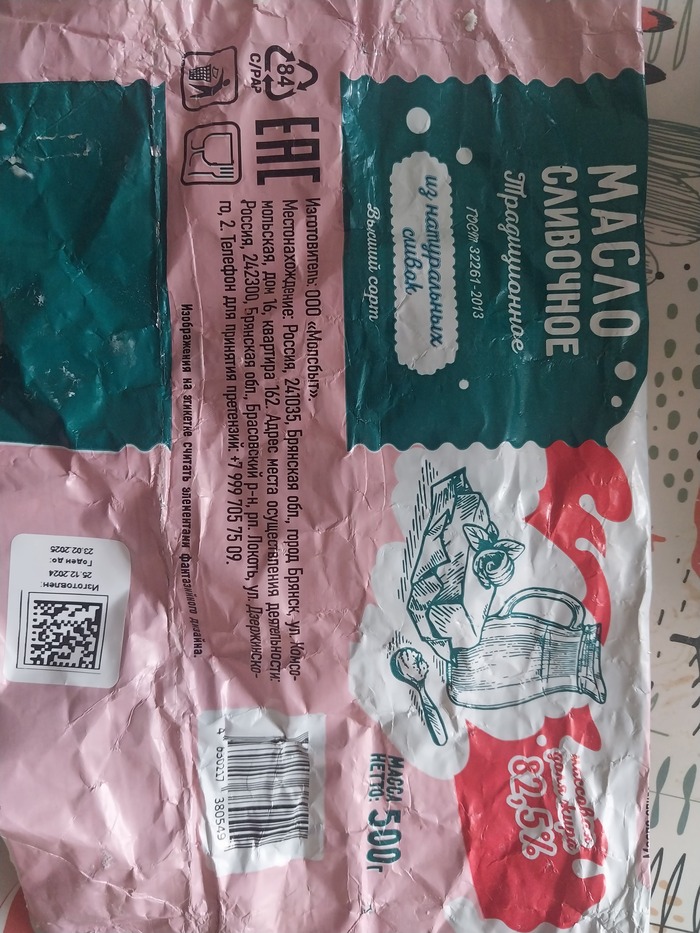 МАСЛО
СЛИВОЧНОЕ
Традиционное
ГОСТ 32261-2013
из натуральных
сливок
Высший сорт
массовая
доля жира
82,5%
МАССА
НЕТТО: 500г
84
C/PAP
EAC
Изготовитель: ООО «Молсбыт».
Местонахождение: Россия, 241035, Брянская обл., город Брянск, ул. Комсо-
мольская, дом 16, квартира 162. Адрес места осуществления деятельности:
Россия, 242300, Брянская обл., Брасовский р-н, рп. Локоть, ул. Дзержинско-
го, 2. Телефон для принятия претензий: +7 999 705 75 09.
Изображения на этикетке считать элементами фантазийного дизайна.
4 630217 380549
Изготовлен:
25.12.2024
Годен до:
23.02.2025